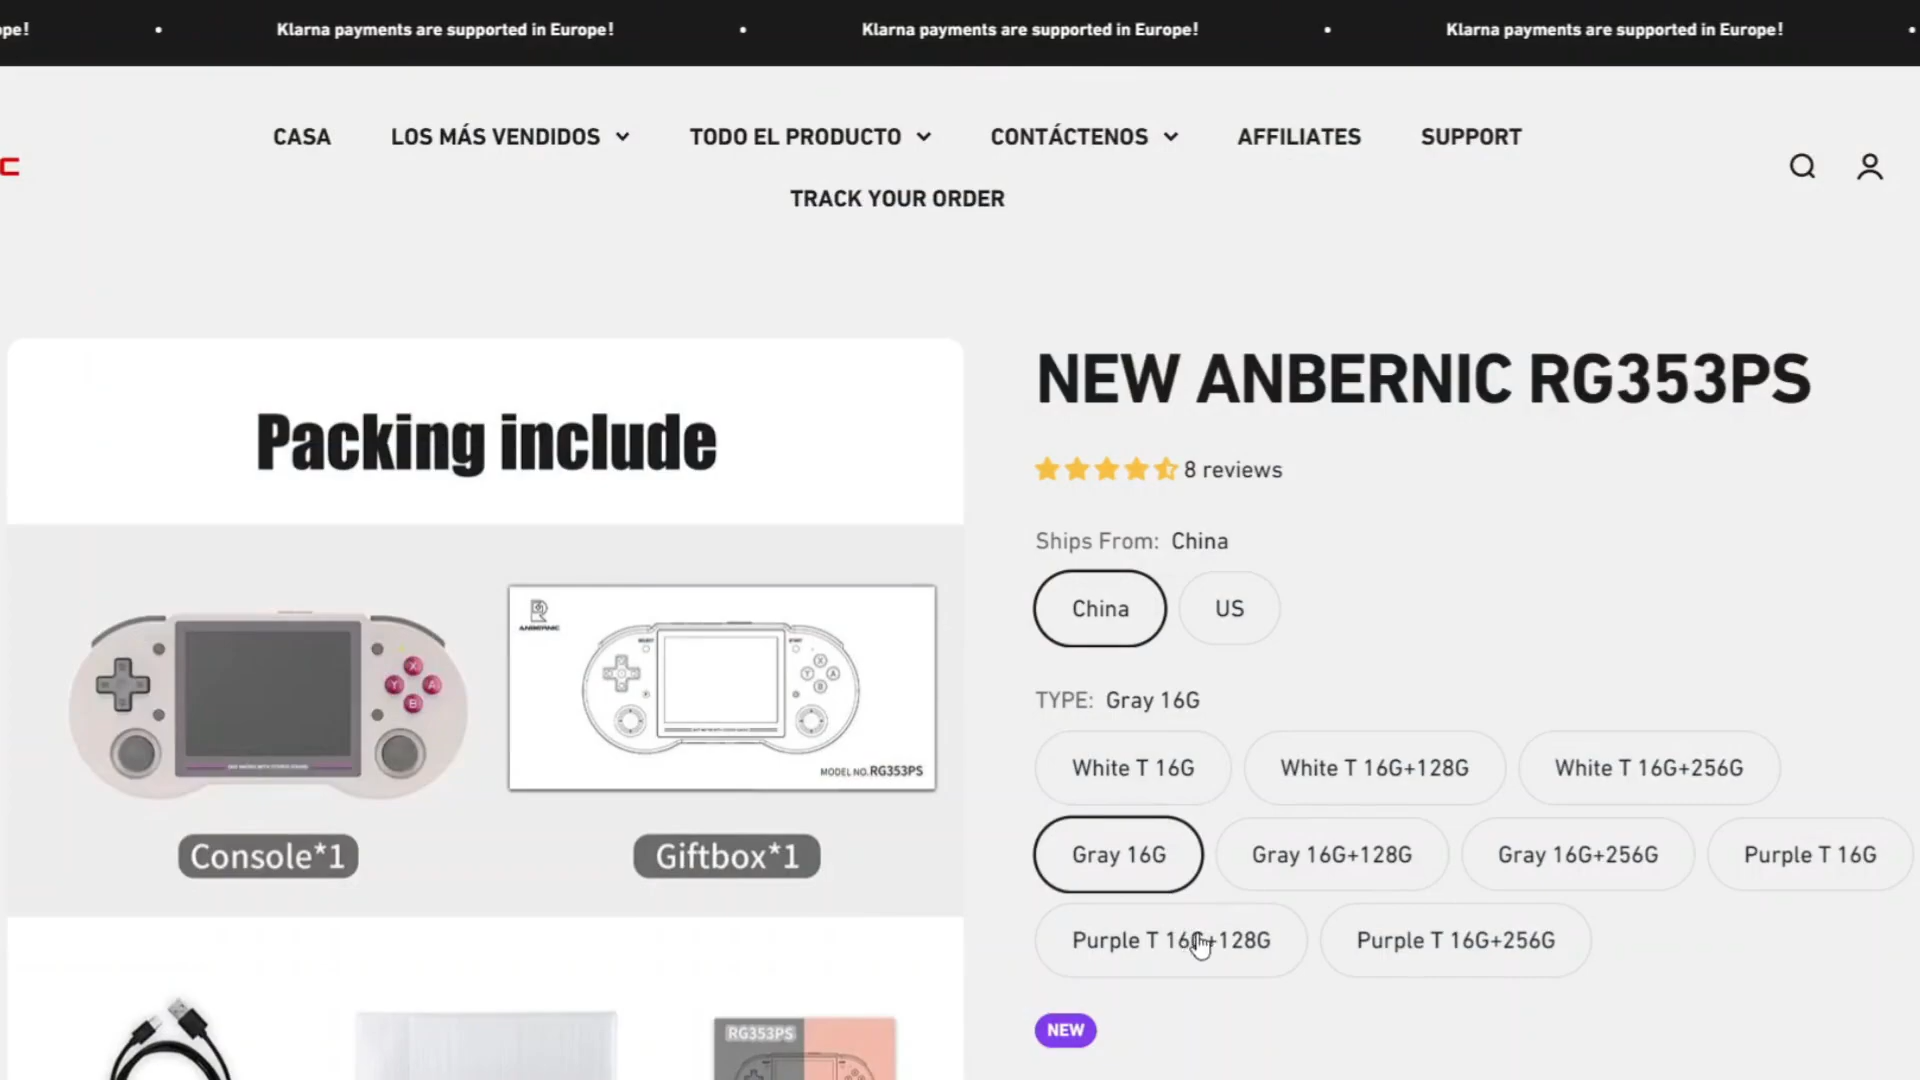 Klarna payments are supported in Europe! • Klarna payments are supported in Europe! • Klarna payments are supported in Europe!
CASA LOS MÁS VENDIDOS TODO EL PRODUCTO CONTÁCTENOS AFFILIATES SUPPORT
TRACK YOUR ORDER
NEW ANBERNIC RG353PS
8 reviews
Ships From: China
China US
TYPE: Gray 16G
White T 16G White T 16G+128G White T 16G+256G
Gray 16G Gray 16G+128G Gray 16G+256G Purple T 16G
Purple T 16G+128G Purple T 16G+256G
NEW
Packing include
ANBERNIC
SELECT START
X
Y A
B
MODEL NO.RG353PS
X
Y A
B
Console*1 Giftbox*1
RG353PS